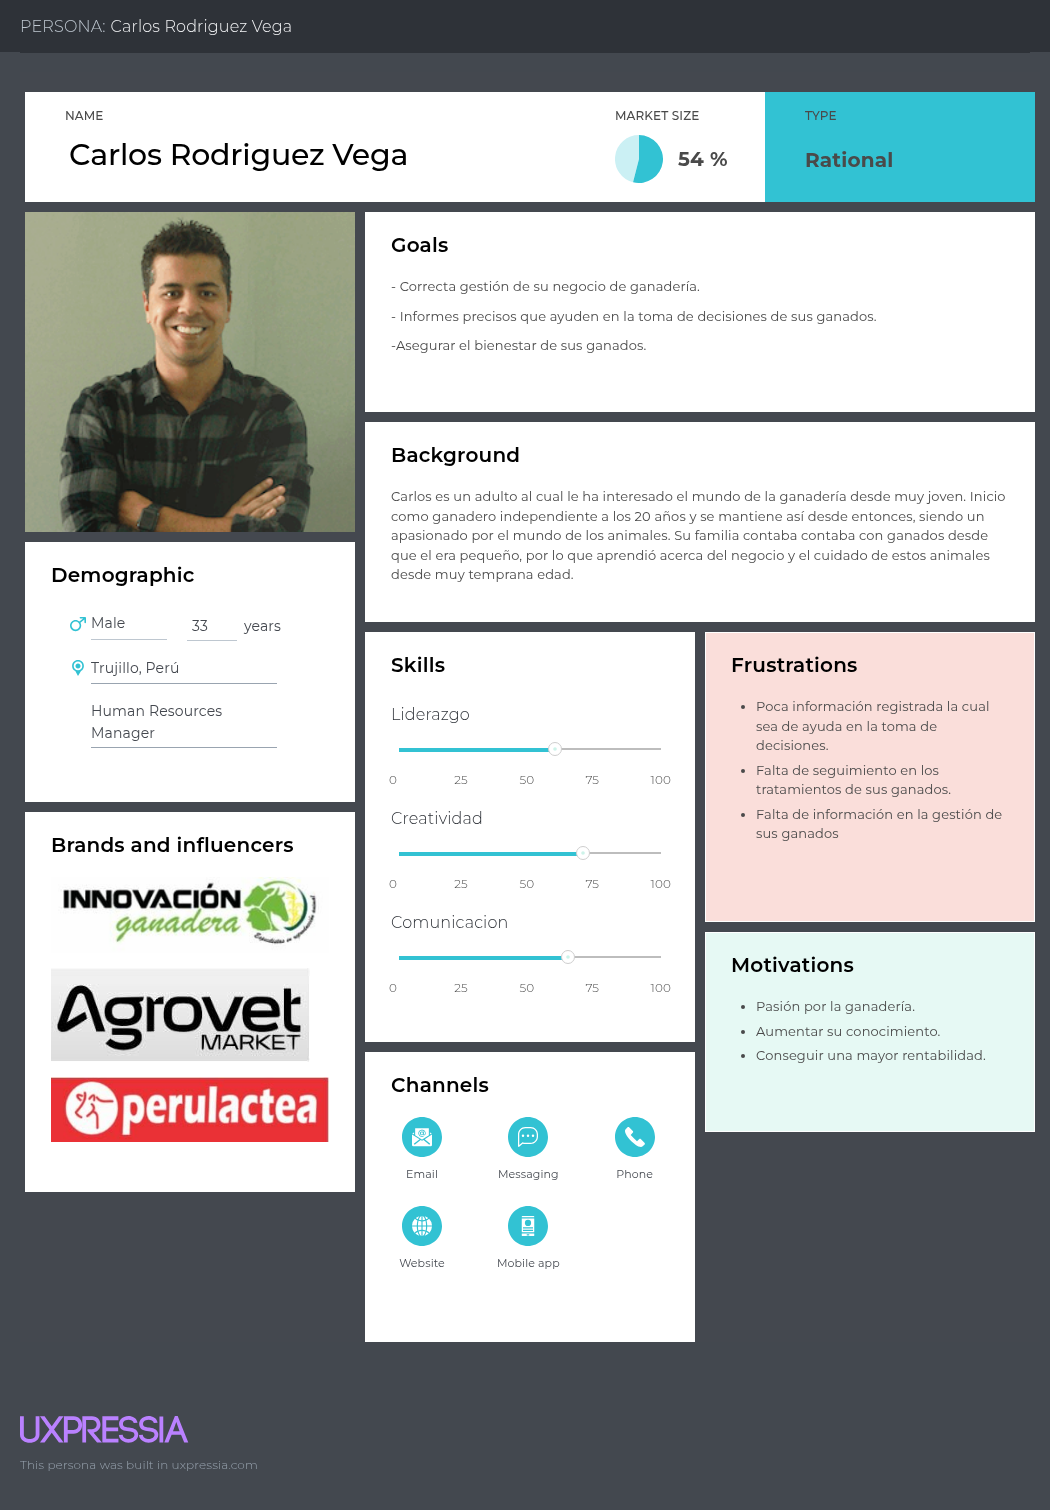 PERSONA: Carlos Rodriguez Vega
NAME
Carlos Rodriguez Vega
MARKET SIZE
54 %
TYPE
Rational
Goals
- Correcta gestión de su negocio de ganadería.
- Informes precisos que ayuden en la toma de decisiones de sus ganados.
-Asegurar el bienestar de sus ganados.
Background
Carlos es un adulto al cual le ha interesado el mundo de la ganadería desde muy joven. Inicio
como ganadero independiente a los 20 años y se mantiene así desde entonces, siendo un
apasionado por el mundo de los animales. Su familia contaba contaba con ganados desde
que el era pequeño, por lo que aprendió acerca del negocio y el cuidado de estos animales
desde muy temprana edad.
Demographic
Male
33 years
Trujillo, Perú
Human Resources
Manager
Brands and influencers
INNOVACIÓN
ganadera
Agrovet
MARKET
perulactea
Skills
Liderazgo
0 25 50 75 100
Creatividad
0 25 50 75 100
Comunicacion
0 25 50 75 100
Channels
Email
Messaging
Phone
Website
Mobile app
Frustrations
• Poca información registrada la cual
sea de ayuda en la toma de
decisiones.
• Falta de seguimiento en los
tratamientos de sus ganados.
• Falta de información en la gestión de
sus ganados
Motivations
• Pasión por la ganadería.
• Aumentar su conocimiento.
• Conseguir una mayor rentabilidad.
UXPRESSIA
This persona was built in uxpressia.com